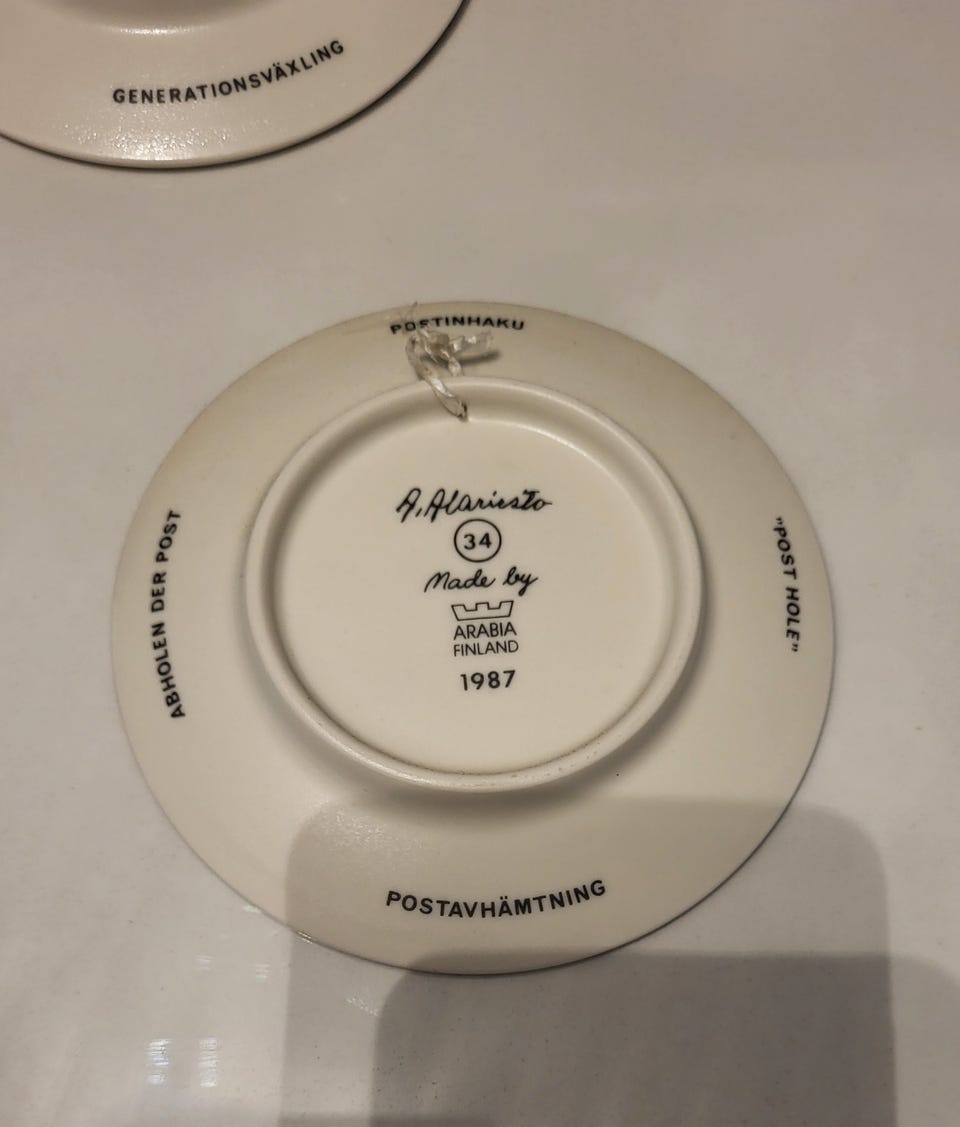 GENERATIONSVÄXLING
POSTINHAKU
A. Alariesto
34
Made by
ARABIA
FINLAND
1987
ABHOLEN DER POST
"POST HOLE"
POSTAVHÄMTNING